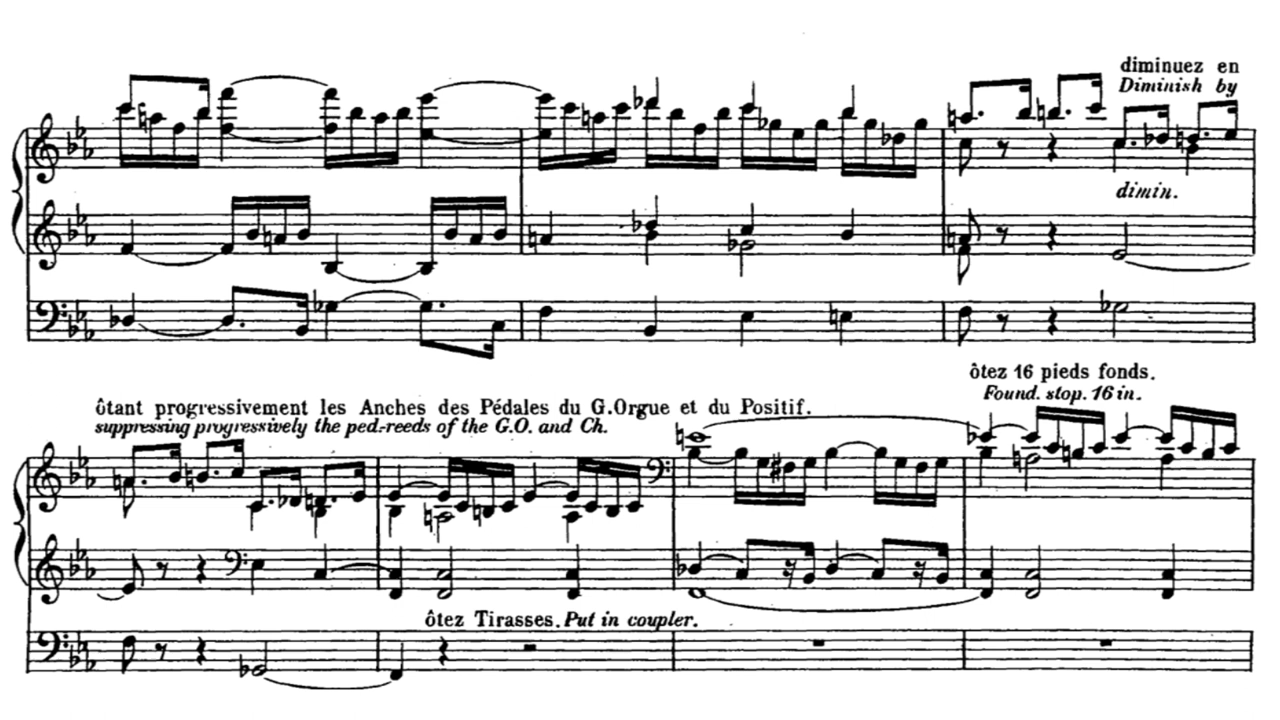 diminuez en
Diminish by
dimin.
ôtez 16 pieds fonds.
Found. stop. 16 in.
ôtant progressivement les Anches des Pédales du G.Orgue et du Positif.
suppressing progressively the ped.-reeds of the G.O. and Ch.
ôtez Tirasses. Put in coupler.